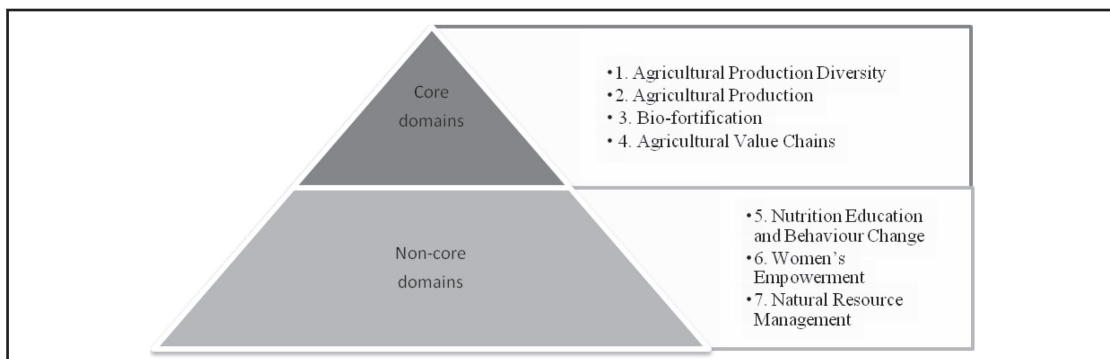 Core
domains
•1. Agricultural Production Diversity
•2. Agricultural Production
•3. Bio-fortification
•4. Agricultural Value Chains
Non-core
domains
•5. Nutrition Education
and Behaviour Change
•6. Women's
Empowerment
•7. Natural Resource
Management